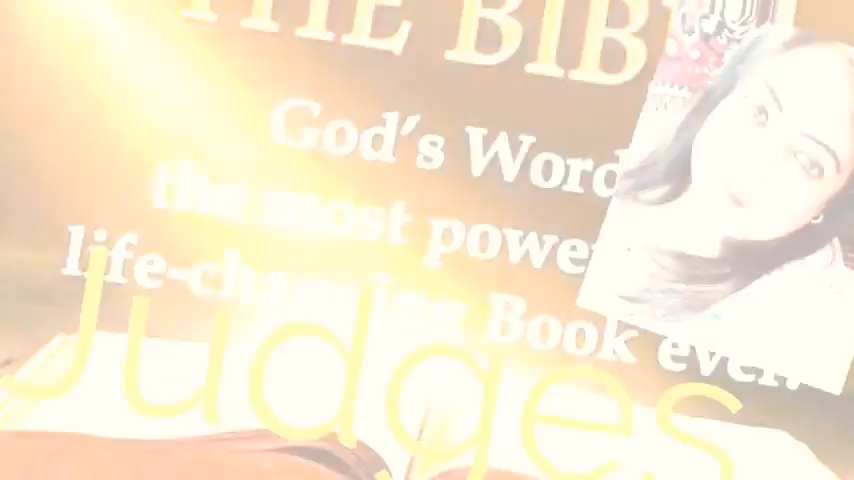 THE BIB
God's Word
the most powe
life-changing Book ever.
Judges